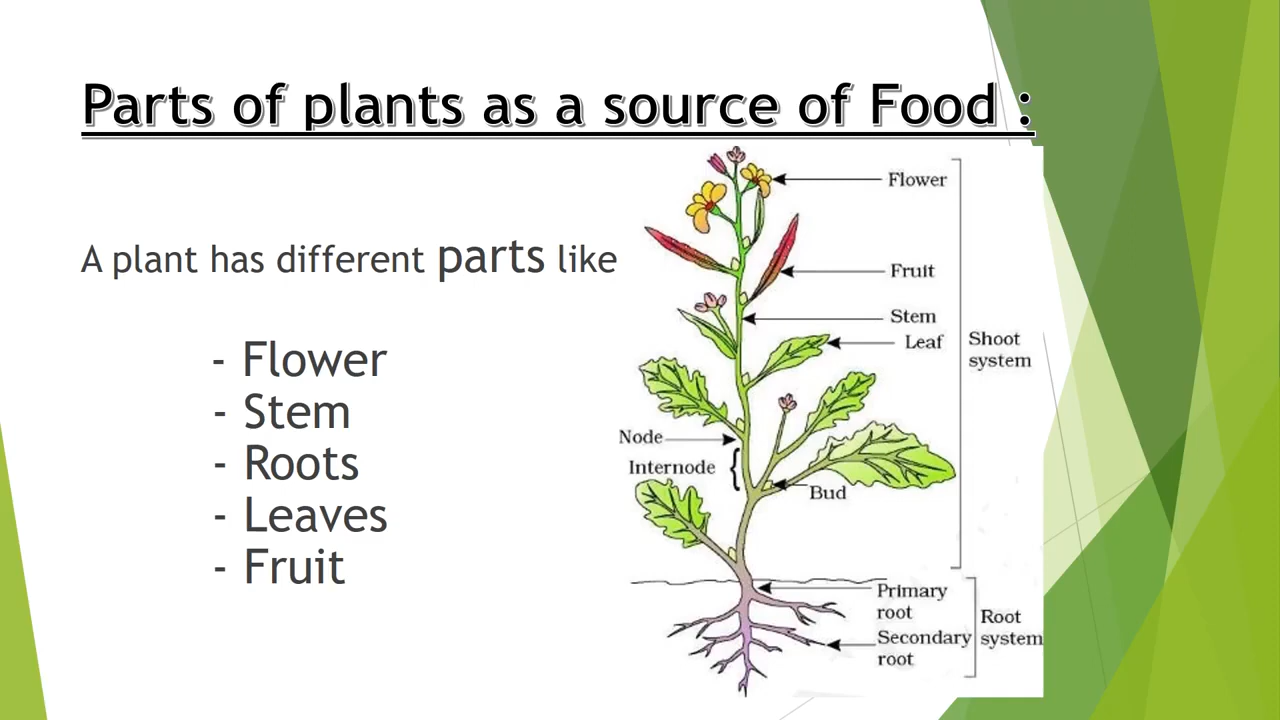 Parts of plants as a source of Food :
A plant has different parts like
- Flower
- Stem
- Roots
- Leaves
- Fruit
Flower
Fruit
Stem
Leaf
Shoot
system
Node
Internode
Bud
Primary
root
Secondary
root
Root
system